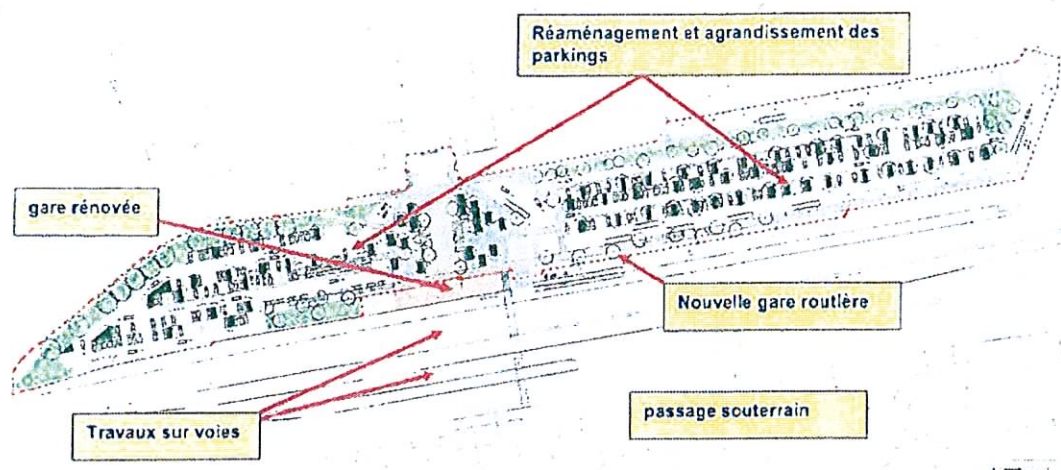 Réaménagement et agrandissement des
parkings
gare rénovée
Nouvelle gare routière
Travaux sur voies
passage souterrain